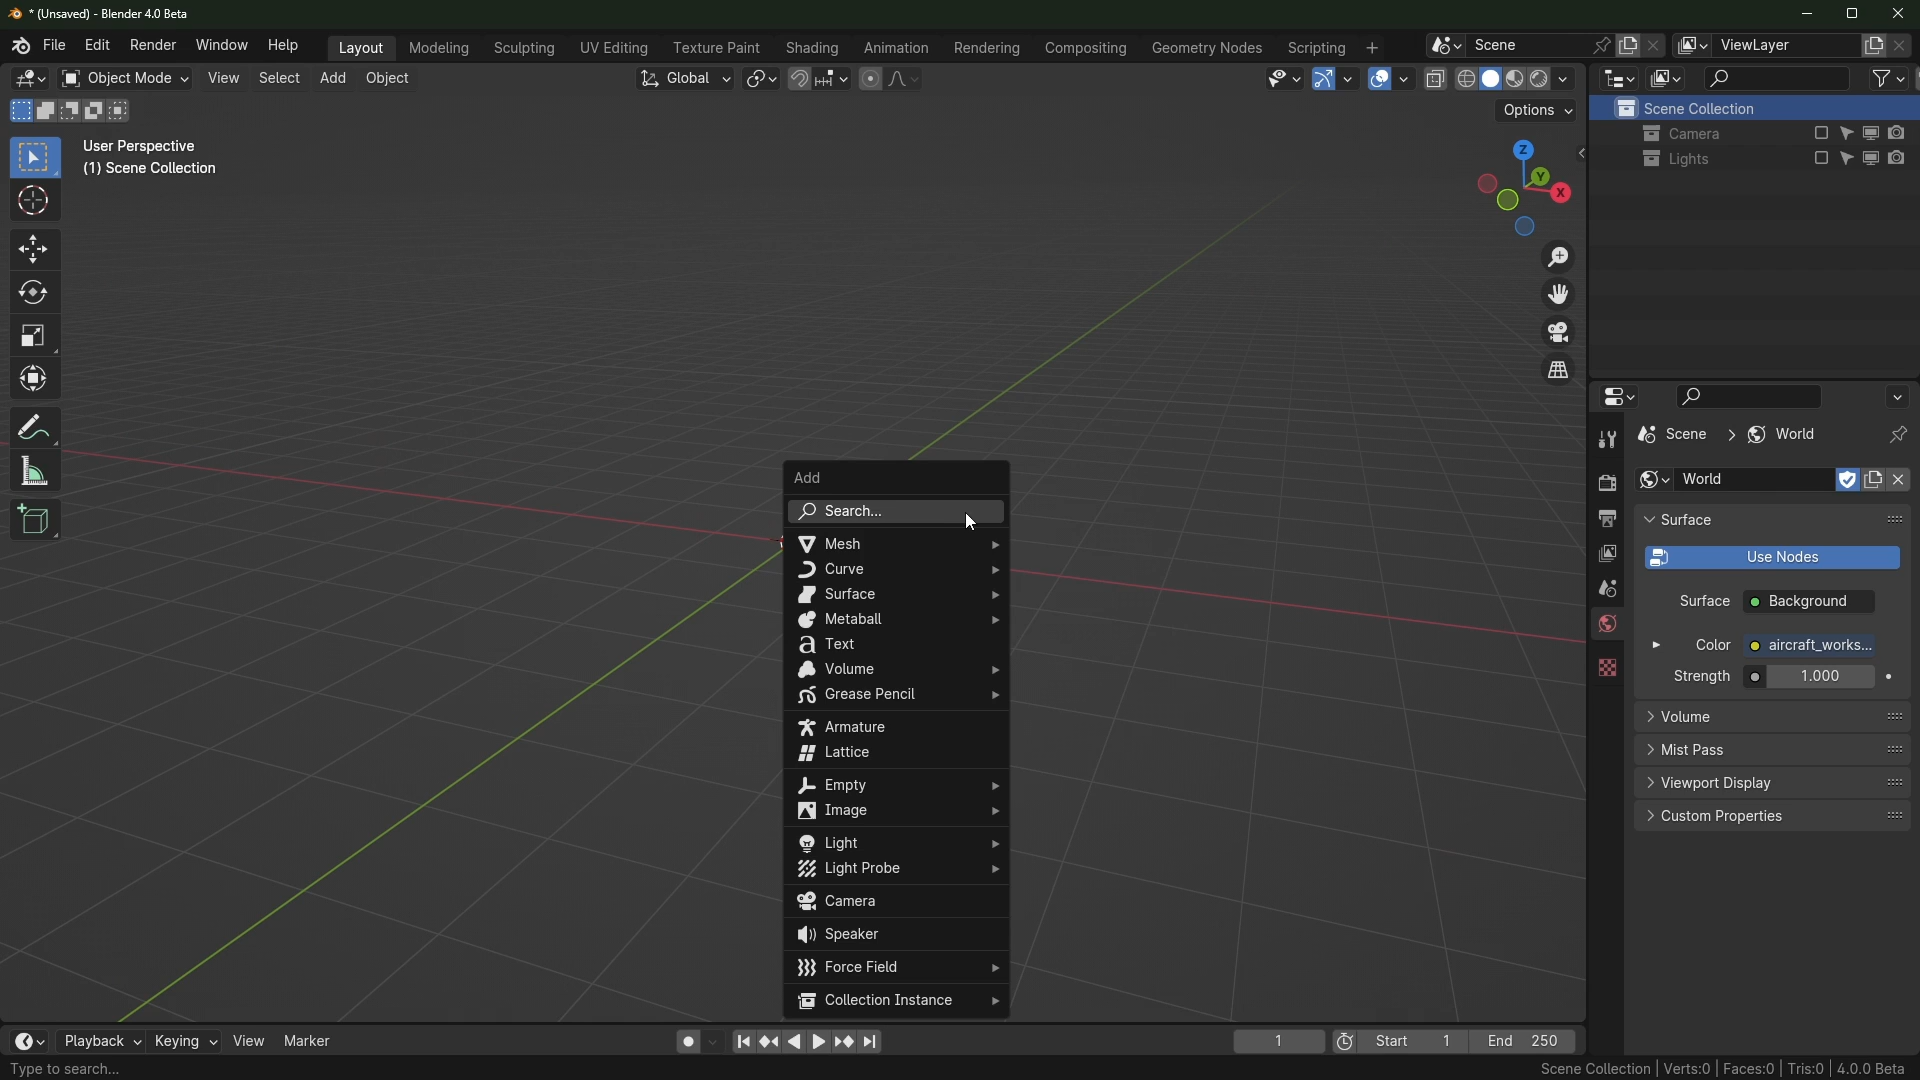 * (Unsaved) - Blender 4.0 Beta
File Edit Render Window Help Layout Modeling Sculpting UV Editing Texture Paint Shading Animation Rendering Compositing Geometry Nodes Scripting + Scene ViewLayer
Object Mode View Select Add Object Global
Options
User Perspective
(1) Scene Collection
Z
Y
X
Scene Collection
Camera
Lights
Scene World
World
Surface
Use Nodes
Surface Background
Color aircraft_works...
Strength 1.000
Volume
Mist Pass
Viewport Display
Custom Properties
Add
Search...
Mesh
Curve
Surface
Metaball
Text
Volume
Grease Pencil
Armature
Lattice
Empty
Image
Light
Light Probe
Camera
Speaker
Force Field
Collection Instance
Playback Keying View Marker 1 Start 1 End 250
Type to search... Scene Collection | Verts:0 | Faces:0 | Tris:0 | 4.0.0 Beta